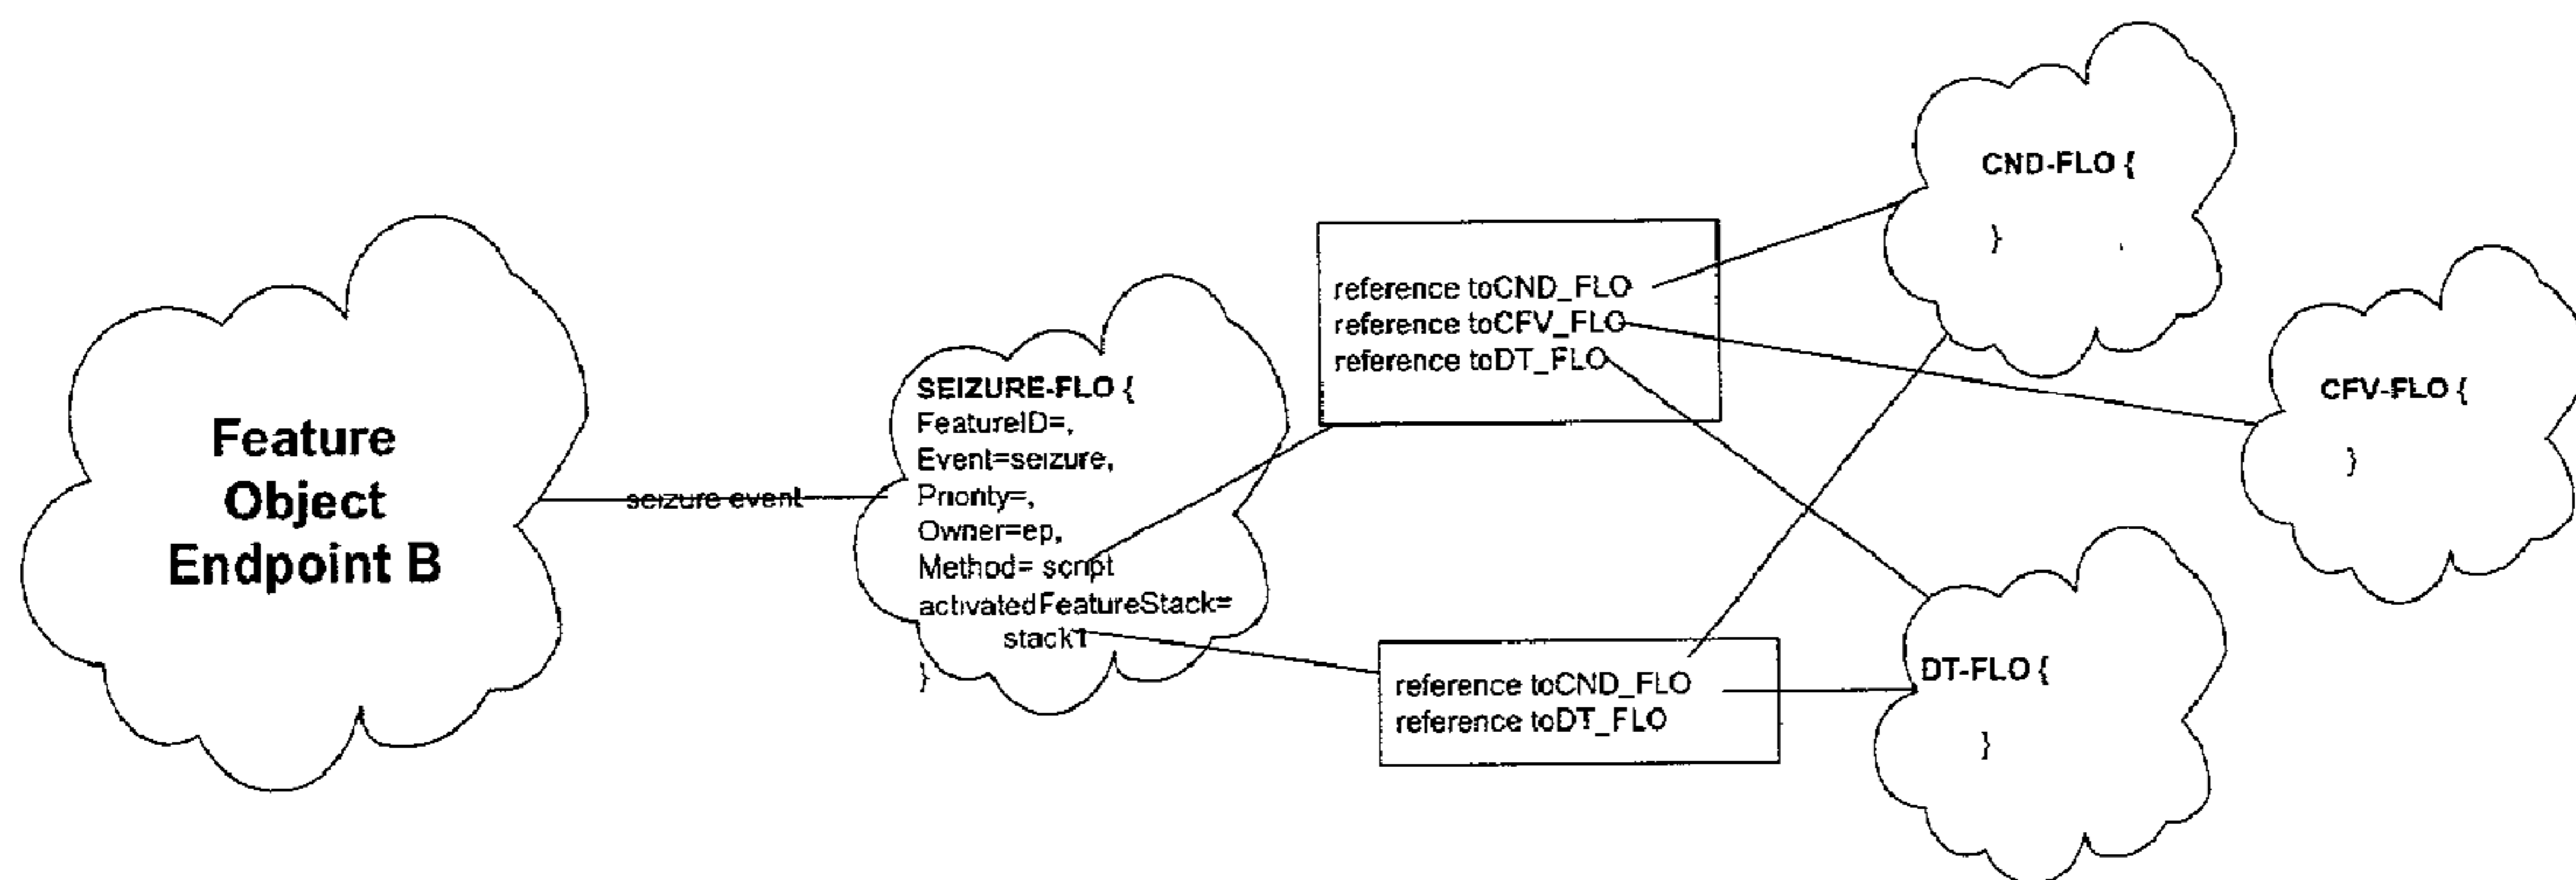 Feature
Object
Endpoint B
seizure event
SEIZURE-FLO {
FeatureID=,
Event=seizure,
Priority=,
Owner=ep,
Method= script
activatedFeatureStack=
stack1
}
reference toCND_FLO
reference toCFV_FLO
reference toDT_FLO
reference toCND_FLO
reference toDT_FLO
CND-FLO {
}
CFV-FLO {
}
DT-FLO {
}